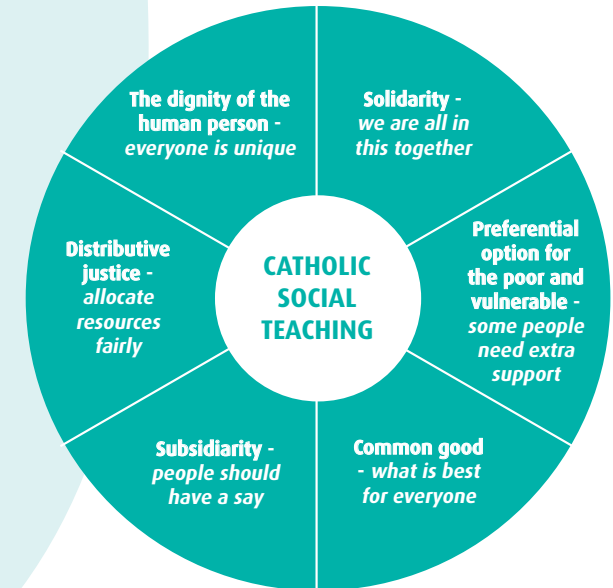 The dignity of the
human person -
everyone is unique
Solidarity -
we are all in
this together
Preferential
option for
the poor and
vulnerable -
some people
need extra
support
Common good
- what is best
for everyone
Subsidiarity -
people should
have a say
Distributive
justice -
allocate
resources
fairly
CATHOLIC
SOCIAL
TEACHING